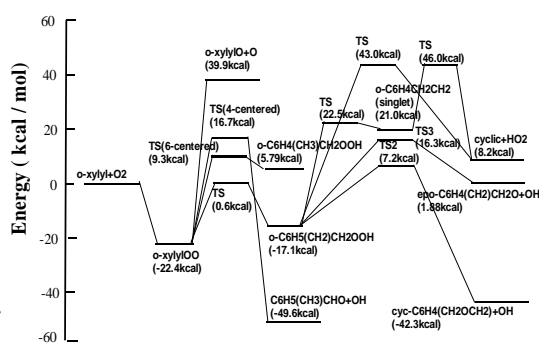 60
40
20
0
-20
-40
-60
Energy ( kcal / mol)
o-xylyl+O2
o-xylylOO
(-22.4kcal)
o-xylylO+O
(39.9kcal)
TS(4-centered)
(16.7kcal)
TS(6-centered)
(9.3kcal)
o-C6H4(CH3)CH2OOH
(5.79kcal)
TS
(0.6kcal)
o-C6H5(CH2)CH2OOH
(-17.1kcal)
C6H5(CH3)CHO+OH
(-49.6kcal)
TS
(22.5kcal)
TS
(43.0kcal)
TS
(46.0kcal)
o-C6H4CH2CH2
(singlet)
(21.0kcal)
TS3
(16.3kcal)
TS2
(7.2kcal)
cyclic+HO2
(8.2kcal)
epo-C6H4(CH2)CH2O+OH
(1.88kcal)
cyc-C6H4(CH2OCH2)+OH
(-42.3kcal)